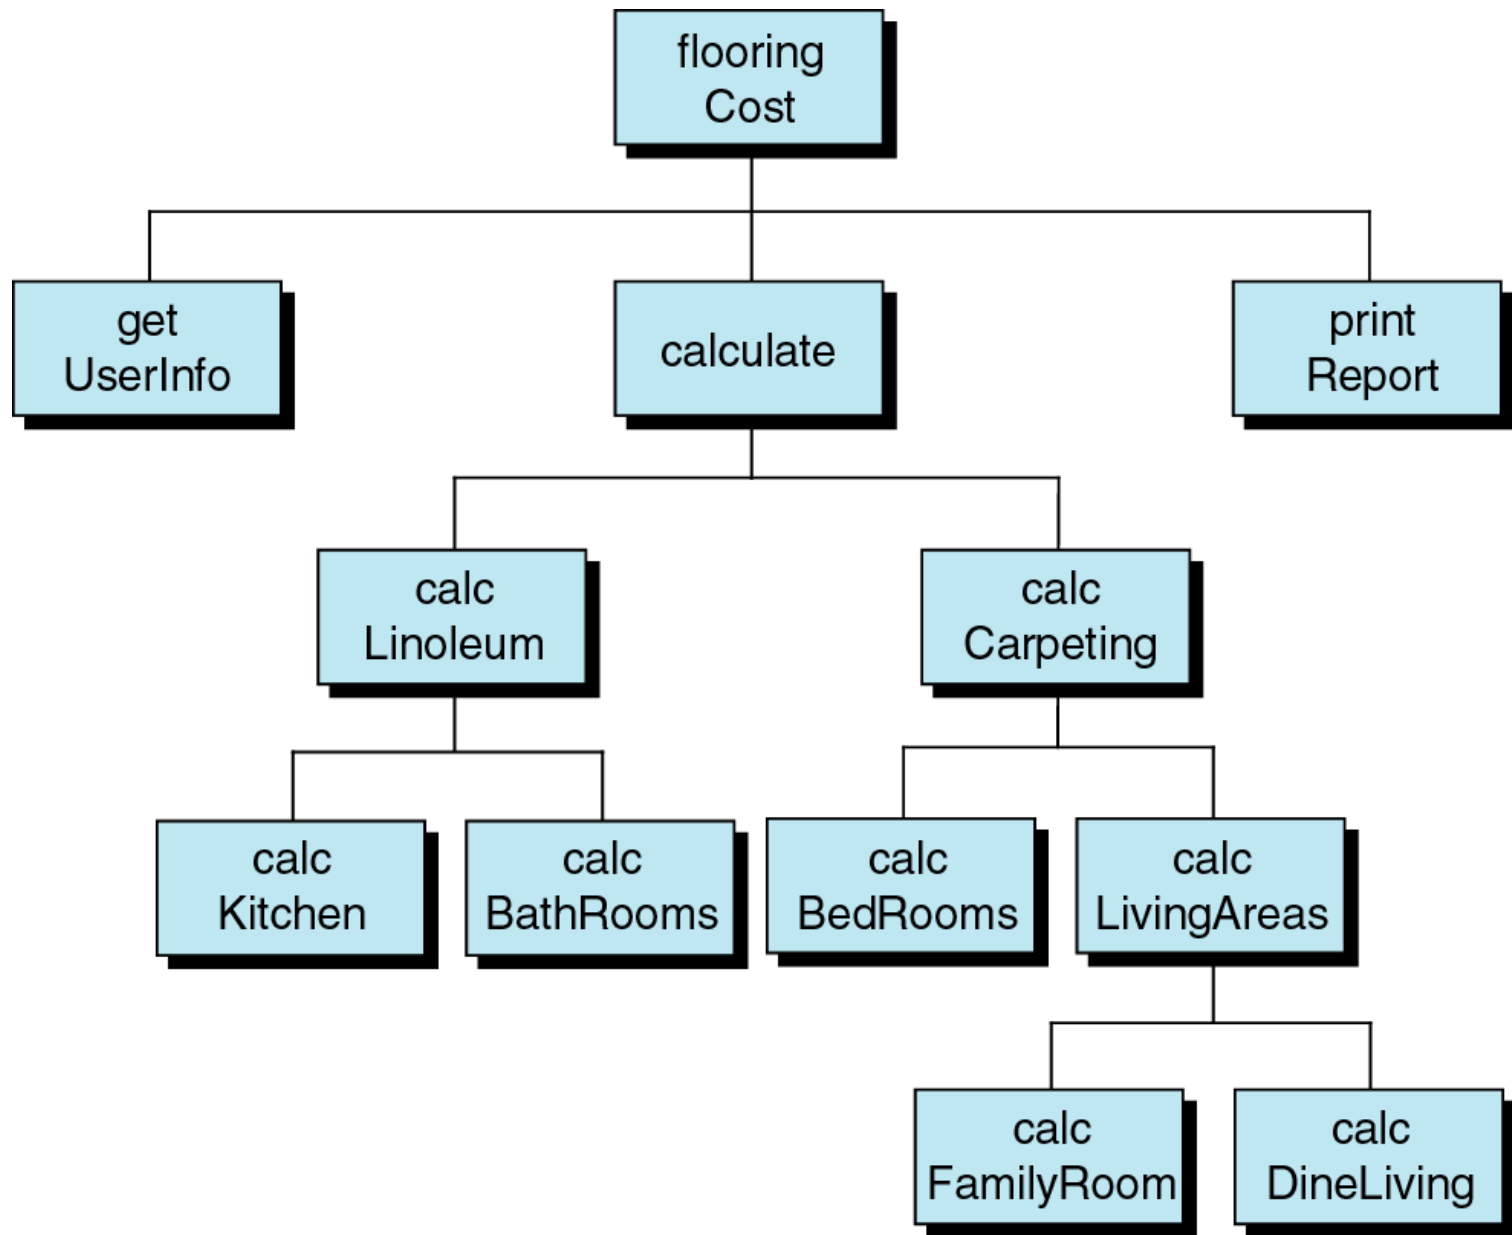 flooring
Cost
get
UserInfo
calculate
print
Report
calc
Linoleum
calc
Carpeting
calc
Kitchen
calc
BathRooms
calc
BedRooms
calc
LivingAreas
calc
FamilyRoom
calc
DineLiving